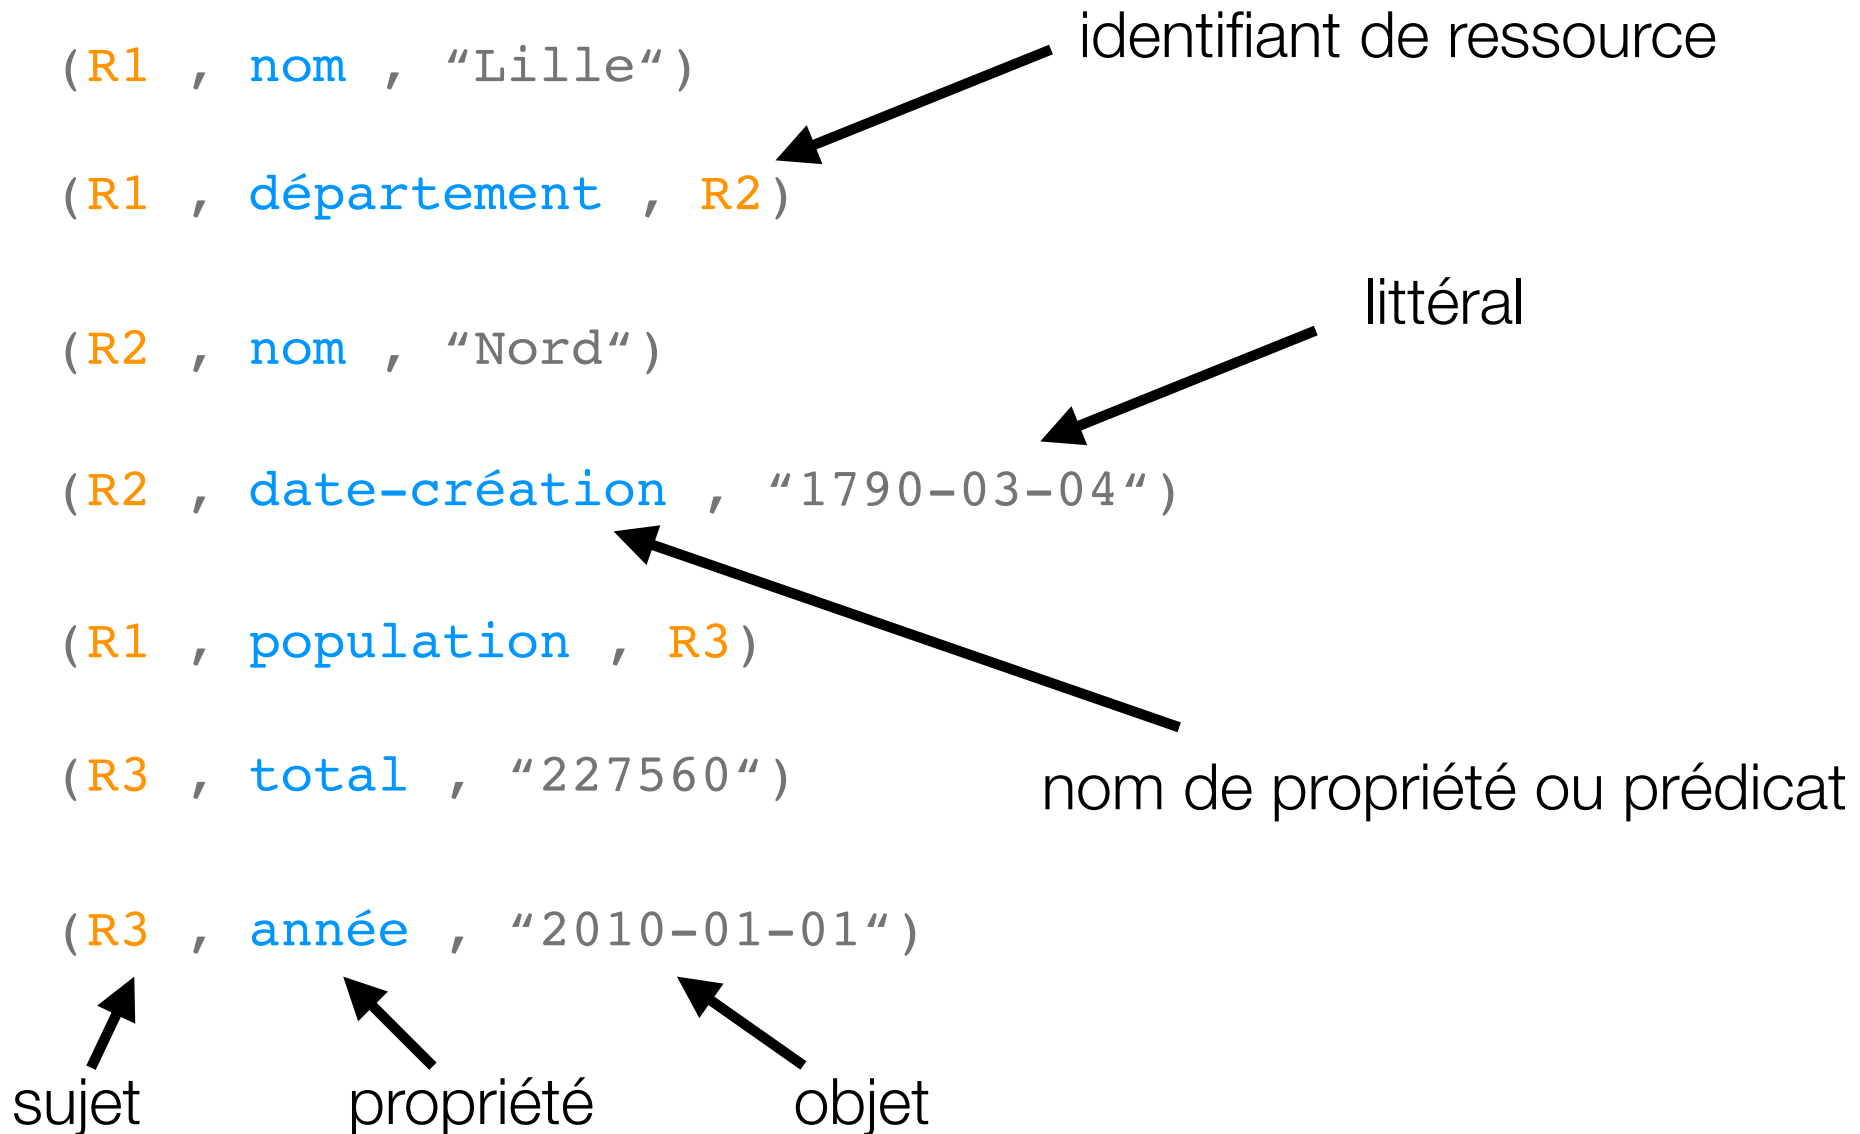 identifiant de ressource
(R1 , nom , “Lille“)
(R1 , département , R2)
littéral
(R2 , nom , “Nord“)
(R2 , date-création , “1790-03-04“)
(R1 , population , R3)
(R3 , total , “227560“)
nom de propriété ou prédicat
(R3 , année , “2010-01-01“)
sujet propriété objet